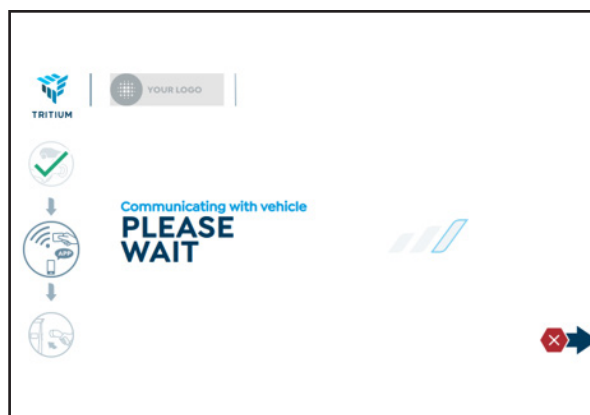 TRITIUM
YOUR LOGO
Communicating with vehicle
PLEASE
WAIT
APP